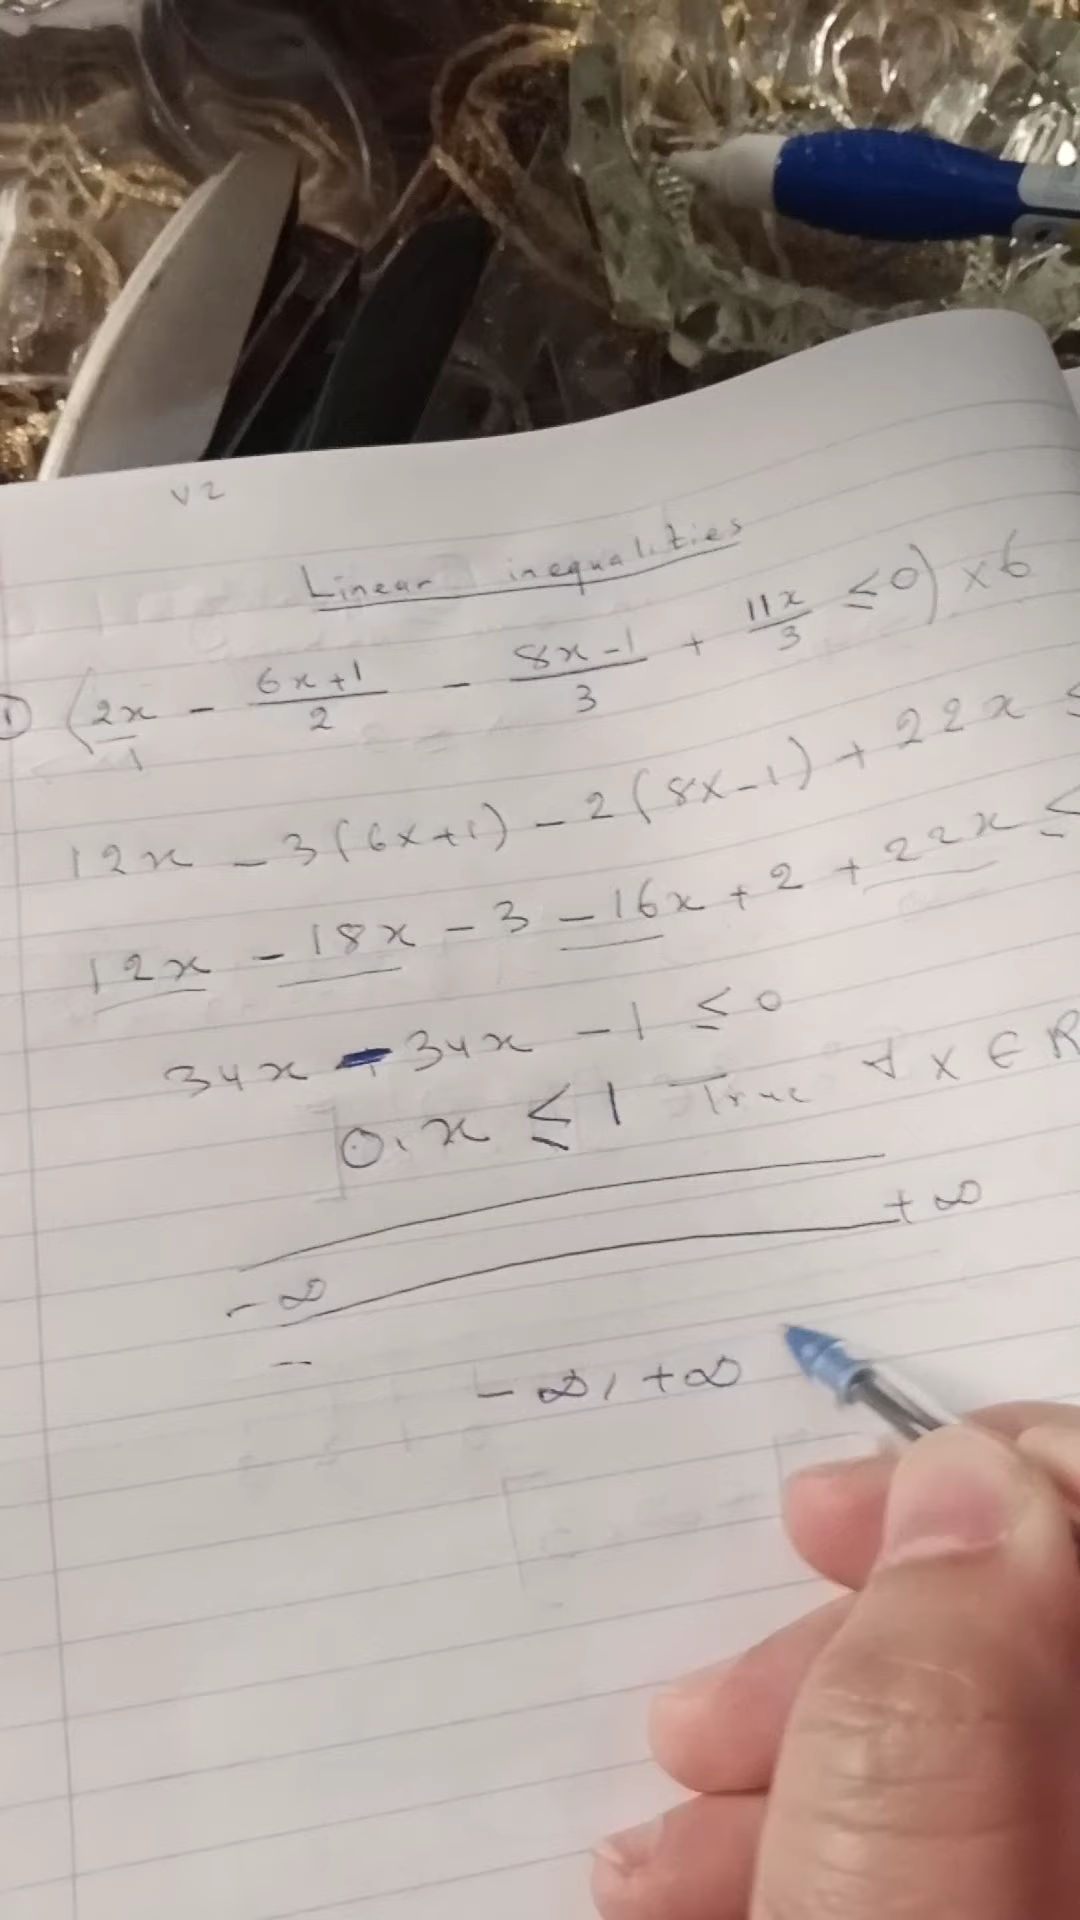 v2
Linear inequalities
① (2x/1 - 6x+1/2 - 8x-1/3 + 11x/3 ≤ 0) x 6
12x - 3(6x+1) - 2(8x-1) + 22x ≤
12x - 18x - 3 - 16x + 2 + 22x ≤
34x - 34x - 1 ≤ 0
0.x ≤ 1 True ∀ x ∈ R
+∞
-∞
- ∞, +∞